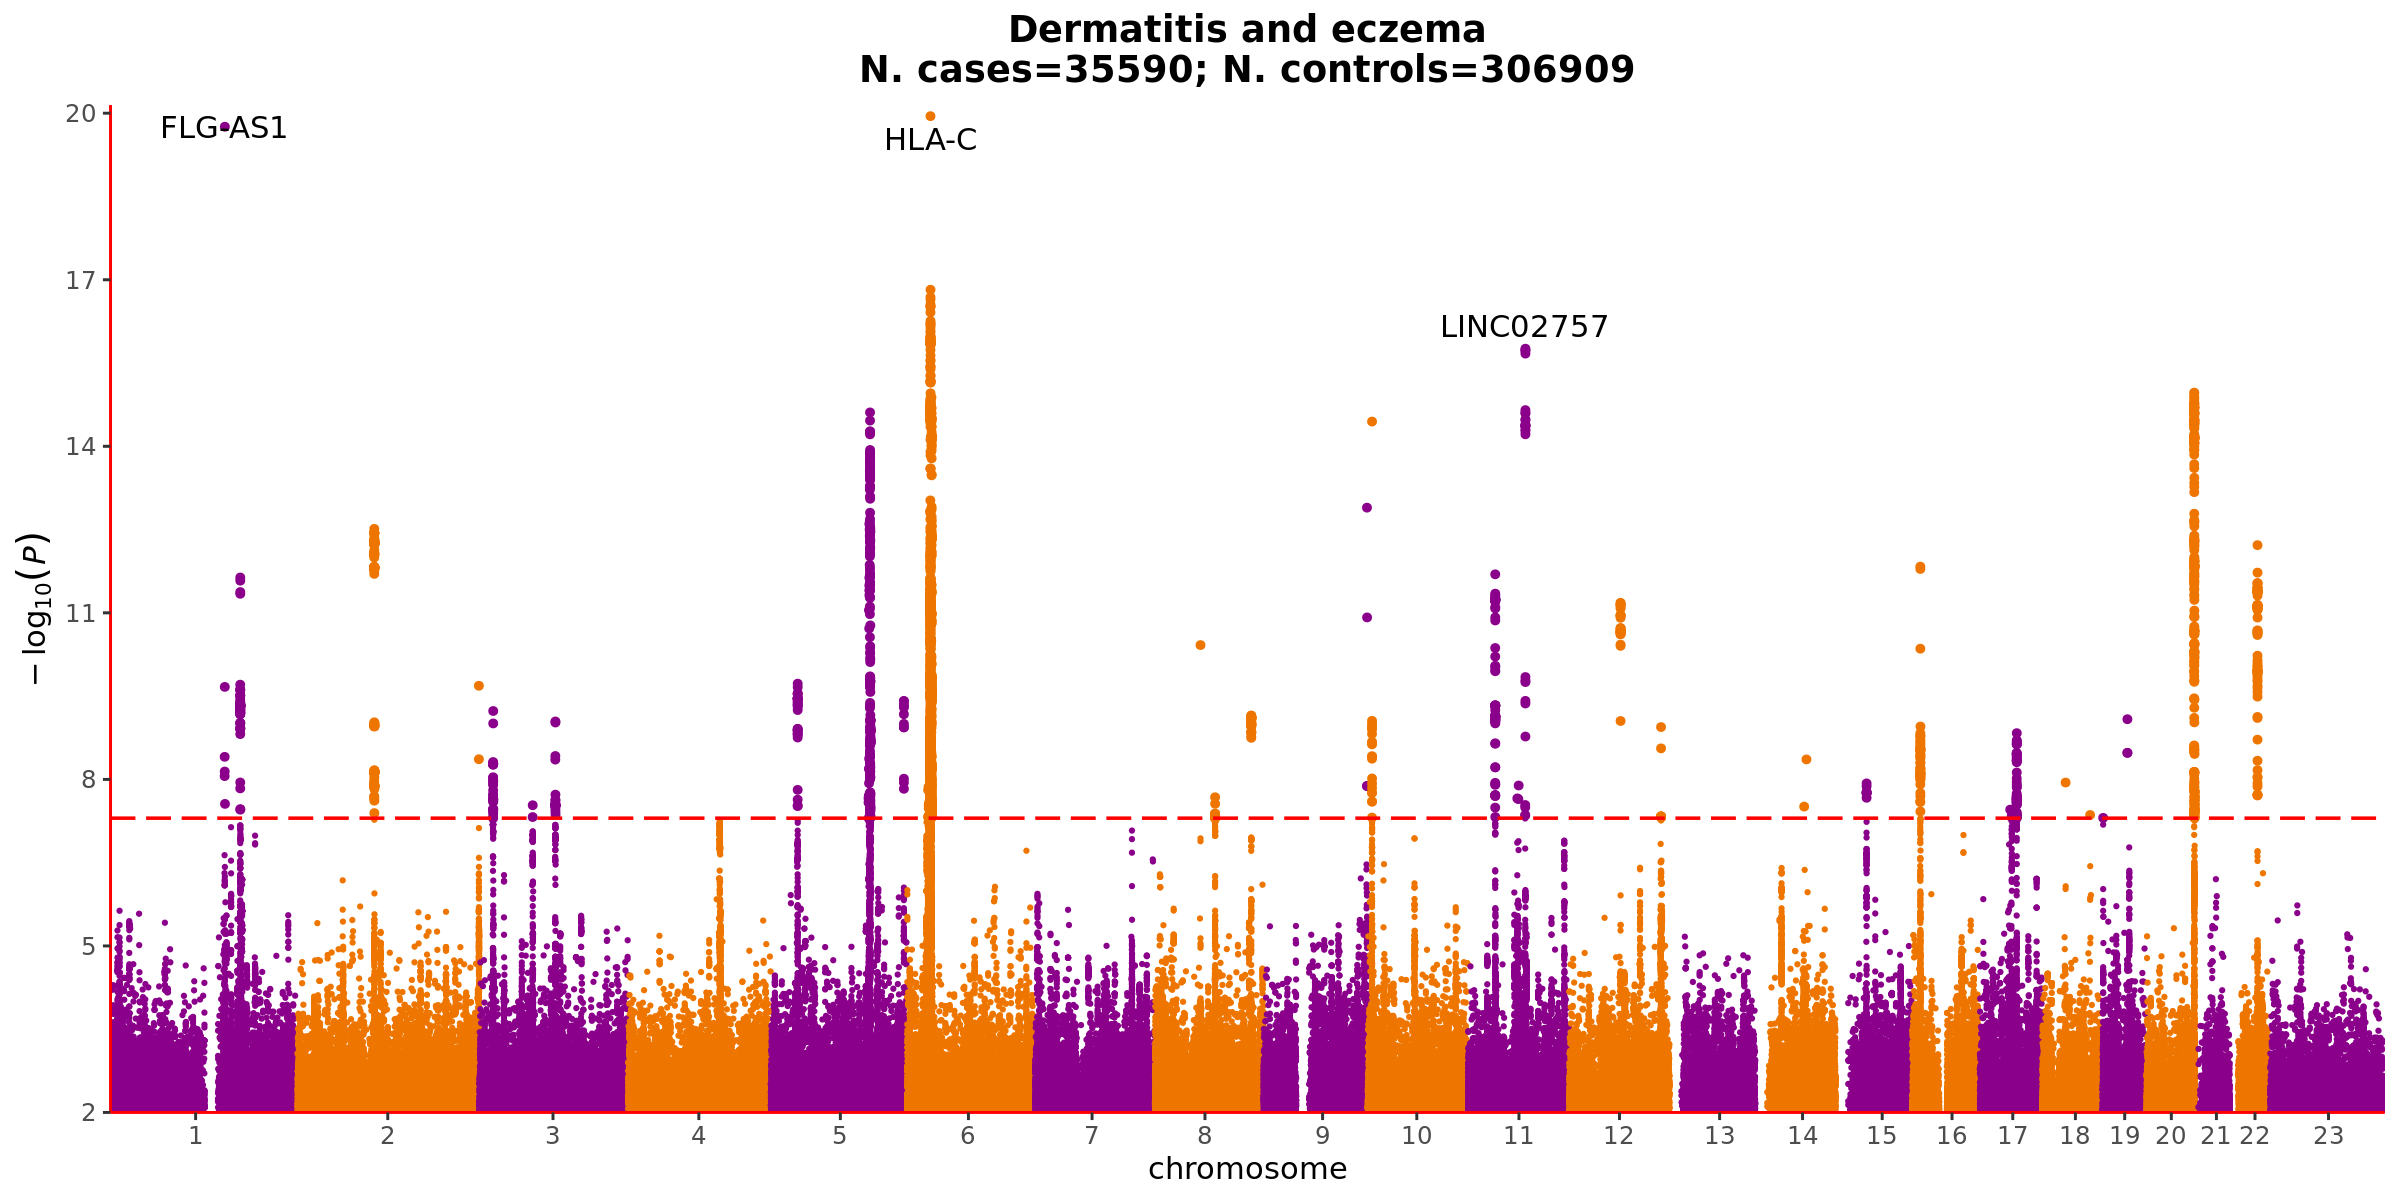 Dermatitis and eczema
N. cases=35590; N. controls=306909
20
FLG-AS1
HLA-C
17
LINC02757
14
− log10(P)
11
8
5
2
1 2 3 4 5 6 7 8 9 10 11 12 13 14 15 16 17 18 19 20 21 22 23
chromosome